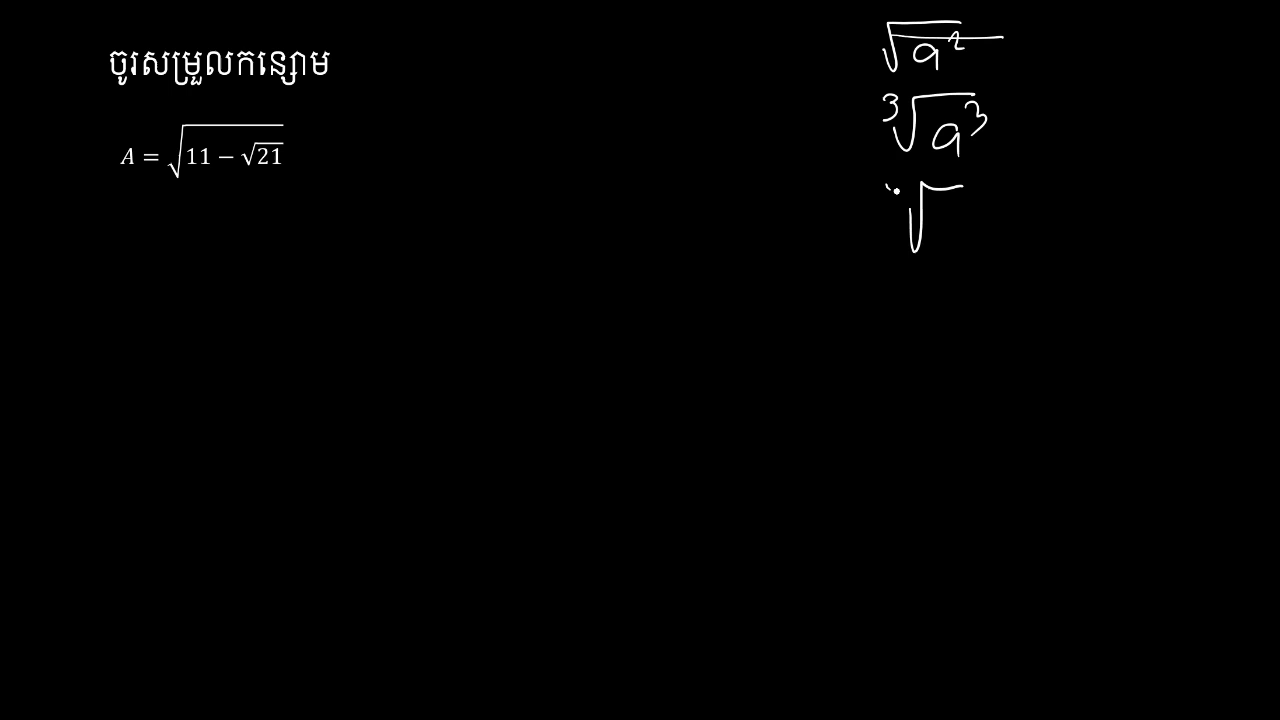 ចូរសម្រួលកន្សោម
A = √(11 − √21)
√a²
³√a³
√